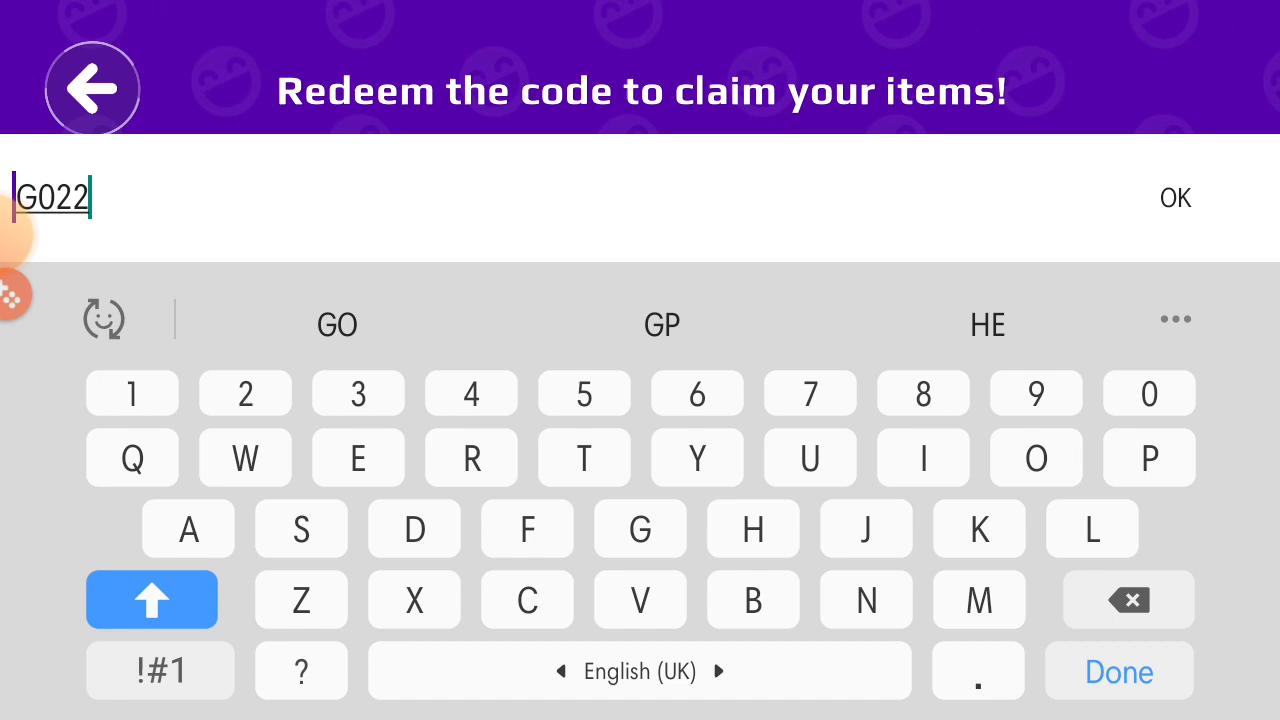 Redeem the code to claim your items!
G022
OK
GO GP HE
1 2 3 4 5 6 7 8 9 0
Q W E R T Y U I O P
A S D F G H J K L
Z X C V B N M
!#1 ? English (UK) . Done